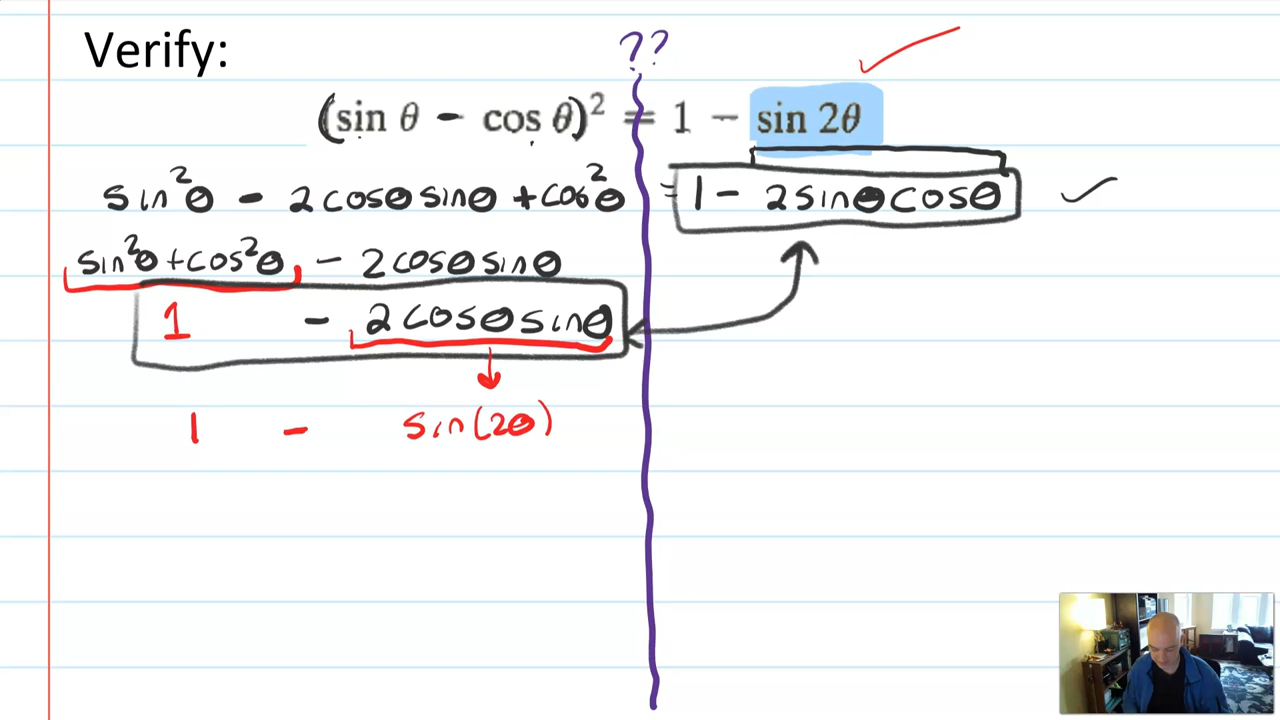 Verify:
??
(sin θ - cos θ)² = 1 − sin 2θ
sin²θ - 2cosθsinθ + cos²θ = 1 - 2sinθcosθ
sin²θ + cos²θ - 2cosθsinθ
1 - 2cosθsinθ
1 - sin(2θ)